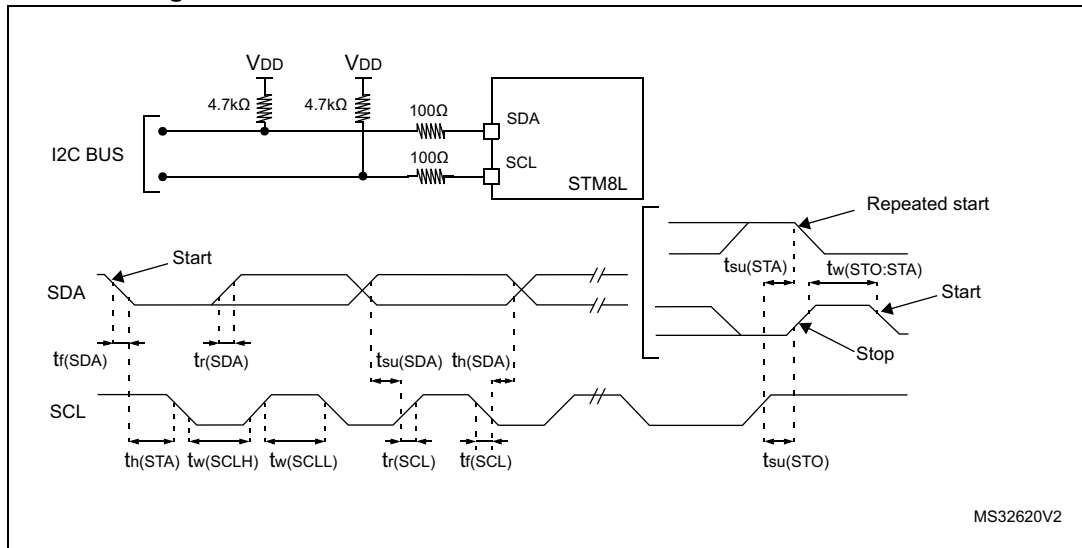 VDD VDD
4.7kΩ 4.7kΩ
100Ω
SDA
I2C BUS
100Ω
SCL
STM8L
Repeated start
Start
tsu(STA)
tw(STO:STA)
SDA
Start
Stop
tf(SDA) tr(SDA) tsu(SDA) th(SDA)
SCL
th(STA) tw(SCLH) tw(SCLL) tr(SCL) tf(SCL) tsu(STO)
MS32620V2